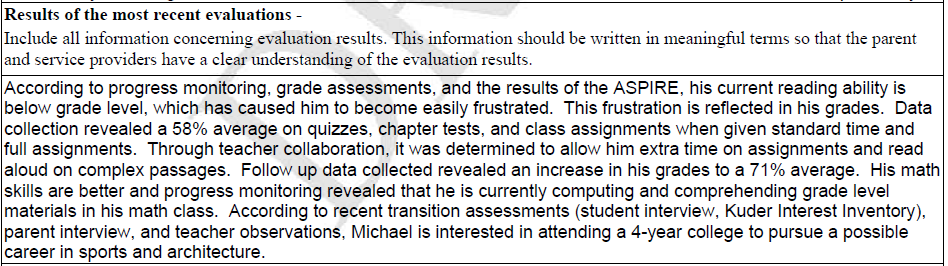 Results of the most recent evaluations -
Include all information concerning evaluation results. This information should be written in meaningful terms so that the parent
and service providers have a clear understanding of the evaluation results.
According to progress monitoring, grade assessments, and the results of the ASPIRE, his current reading ability is
below grade level, which has caused him to become easily frustrated. This frustration is reflected in his grades. Data
collection revealed a 58% average on quizzes, chapter tests, and class assignments when given standard time and
full assignments. Through teacher collaboration, it was determined to allow him extra time on assignments and read
aloud on complex passages. Follow up data collected revealed an increase in his grades to a 71% average. His math
skills are better and progress monitoring revealed that he is currently computing and comprehending grade level
materials in his math class. According to recent transition assessments (student interview, Kuder Interest Inventory),
parent interview, and teacher observations, Michael is interested in attending a 4-year college to pursue a possible
career in sports and architecture.